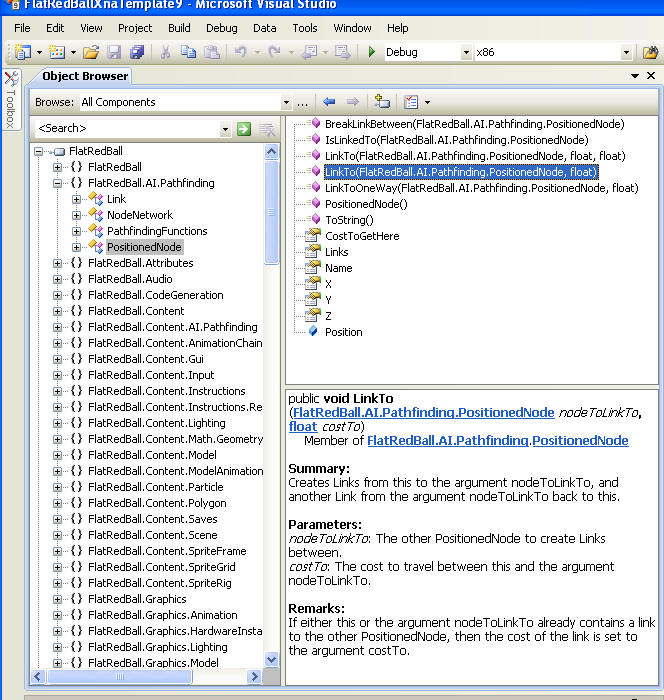 FlatRedBallXnaTemplate9 - Microsoft Visual Studio
File Edit View Project Build Debug Data Tools Window Help
Debug x86
Toolbox
Object Browser
Browse: All Components ...
<Search>
FlatRedBall
{} FlatRedBall
{} FlatRedBall.AI.Pathfinding
Link
NodeNetwork
PathfindingFunctions
PositionedNode
{} FlatRedBall.Attributes
{} FlatRedBall.Audio
{} FlatRedBall.CodeGeneration
{} FlatRedBall.Content
{} FlatRedBall.Content.AI.Pathfinding
{} FlatRedBall.Content.AnimationChain
{} FlatRedBall.Content.Gui
{} FlatRedBall.Content.Input
{} FlatRedBall.Content.Instructions
{} FlatRedBall.Content.Instructions.Re
{} FlatRedBall.Content.Lighting
{} FlatRedBall.Content.Math.Geometry
{} FlatRedBall.Content.Model
{} FlatRedBall.Content.ModelAnimation
{} FlatRedBall.Content.Particle
{} FlatRedBall.Content.Polygon
{} FlatRedBall.Content.Saves
{} FlatRedBall.Content.Scene
{} FlatRedBall.Content.SpriteFrame
{} FlatRedBall.Content.SpriteGrid
{} FlatRedBall.Content.SpriteRig
{} FlatRedBall.Graphics
{} FlatRedBall.Graphics.Animation
{} FlatRedBall.Graphics.HardwareInsta
{} FlatRedBall.Graphics.Lighting
{} FlatRedBall.Graphics.Model
BreakLinkBetween(FlatRedBall.AI.Pathfinding.PositionedNode)
IsLinkedTo(FlatRedBall.AI.Pathfinding.PositionedNode)
LinkTo(FlatRedBall.AI.Pathfinding.PositionedNode, float, float)
LinkTo(FlatRedBall.AI.Pathfinding.PositionedNode, float)
LinkToOneWay(FlatRedBall.AI.Pathfinding.PositionedNode, float)
PositionedNode()
ToString()
CostToGetHere
Links
Name
X
Y
Z
Position
public void LinkTo
(FlatRedBall.AI.Pathfinding.PositionedNode nodeToLinkTo,
float costTo)
Member of FlatRedBall.AI.Pathfinding.PositionedNode
Summary:
Creates Links from this to the argument nodeToLinkTo, and
another Link from the argument nodeToLinkTo back to this.
Parameters:
nodeToLinkTo: The other PositionedNode to create Links
between.
costTo: The cost to travel between this and the argument
nodeToLinkTo.
Remarks:
If either this or the argument nodeToLinkTo already contains a link
to the other PositionedNode, then the cost of the link is set to
the argument costTo.